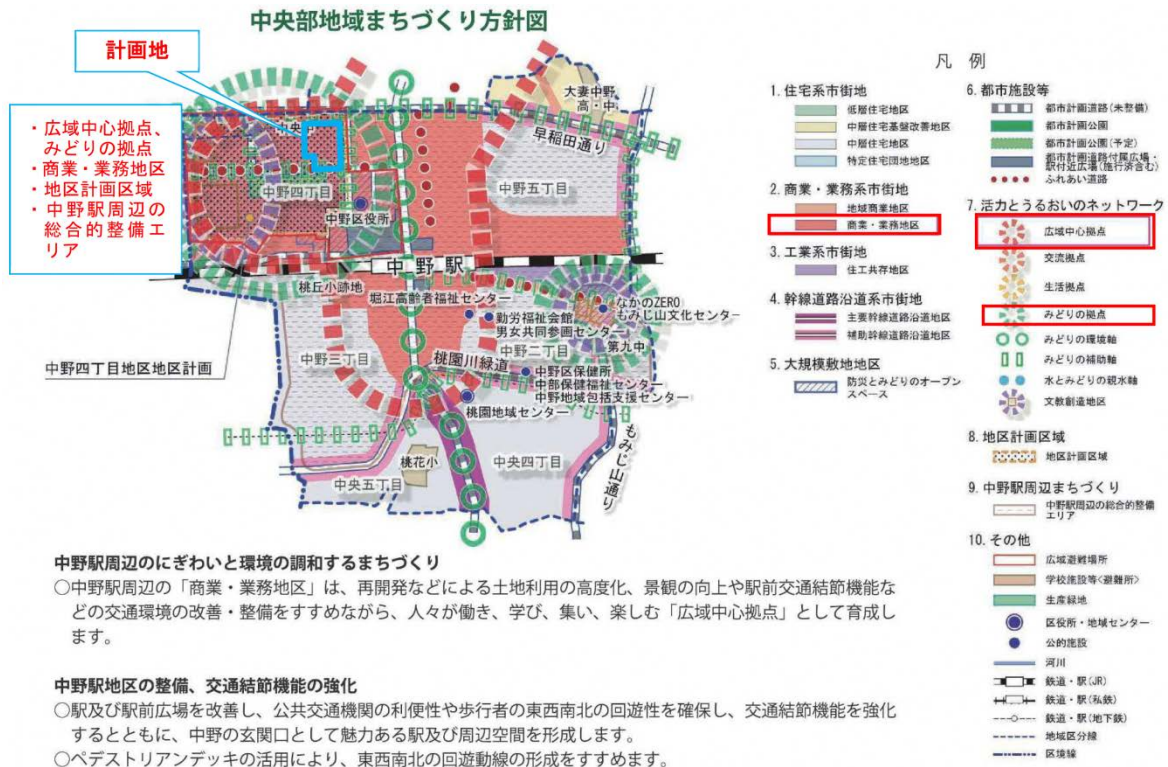 中央部地域まちづくり方針図
計画地
・広域中心拠点、
みどりの拠点
・商業・業務地区
・地区計画区域
・中野駅周辺の
総合的整備エ
リア
大妻中野
高・中
早稲田通り
中野四丁目
中野五丁目
中野区役所
中野駅
桃丘小跡地
堀江高齢者福祉センター
なかのZERO
もみじ山文化センター
勤労福祉会館
男女共同参画センター
第九中
中野三丁目
中野二丁目
桃園川緑道
中野区保健所
中部保健福祉センター
中野地域包括支援センター
桃園地域センター
中野四丁目地区地区計画
もみじ山通り
桃花小
中央四丁目
中央五丁目
凡 例
1. 住宅系市街地
低層住宅地区
中層住宅基盤改善地区
中層住宅地区
特定住宅団地地区
2. 商業・業務系市街地
地域商業地区
商業・業務地区
3. 工業系市街地
住工共存地区
4. 幹線道路沿道系市街地
主要幹線道路沿道地区
補助幹線道路沿道地区
5. 大規模敷地地区
防災とみどりのオープン
スペース
6. 都市施設等
都市計画道路(未整備)
都市計画公園
都市計画公園(予定)
都市計画道路付属広場・
駅付近広場(施行済含む)
ふれあい道路
7. 活力とうるおいのネットワーク
広域中心拠点
交流拠点
生活拠点
みどりの拠点
みどりの環境軸
みどりの補助軸
水とみどりの親水軸
文教創造地区
8. 地区計画区域
地区計画区域
9. 中野駅周辺まちづくり
中野駅周辺の総合的整備
エリア
10. その他
広域避難場所
学校施設等<避難所>
生産緑地
区役所・地域センター
公的施設
河川
鉄道・駅(JR)
鉄道・駅(私鉄)
鉄道・駅(地下鉄)
地域区分線
区境線
中野駅周辺のにぎわいと環境の調和するまちづくり
○中野駅周辺の「商業・業務地区」は、再開発などによる土地利用の高度化、景観の向上や駅前交通結節機能な
どの交通環境の改善・整備をすすめながら、人々が働き、学び、集い、楽しむ「広域中心拠点」として育成し
ます。
中野駅地区の整備、交通結節機能の強化
○駅及び駅前広場を改善し、公共交通機関の利便性や歩行者の東西南北の回遊性を確保し、交通結節機能を強化
するとともに、中野の玄関口として魅力ある駅及び周辺空間を形成します。
○ペデストリアンデッキの活用により、東西南北の回遊動線の形成をすすめます。